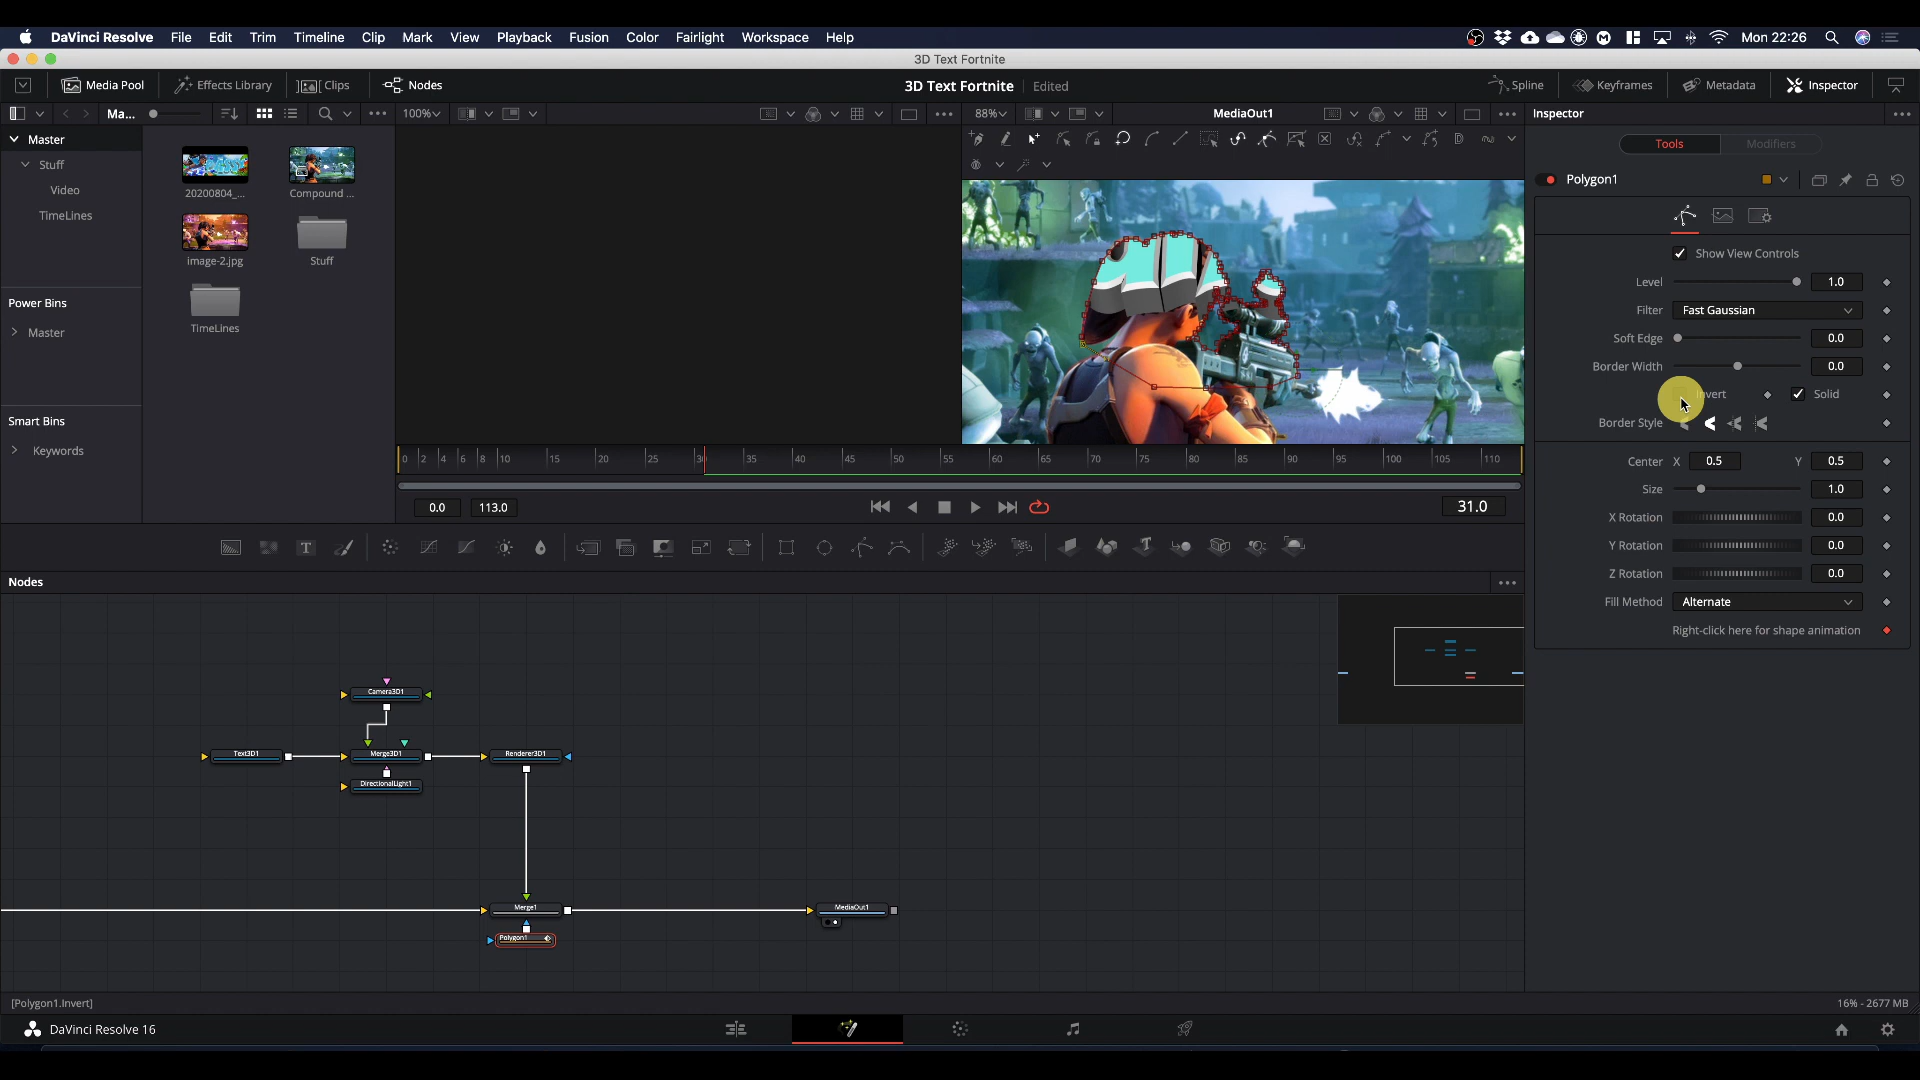 DaVinci Resolve File Edit Trim Timeline Clip Mark View Playback Fusion Color Fairlight Workspace Help Mon 22:26
3D Text Fortnite
Media Pool Effects Library Clips Nodes 3D Text Fortnite Edited Spline Keyframes Metadata Inspector
Ma... 100% 88% MediaOut1 Inspector
Master
Stuff
Video
TimeLines
20200804_... Compound ...
image-2.jpg Stuff
TimeLines
Power Bins
Master
Smart Bins
Keywords
Tools Modifiers
Polygon1
Show View Controls
Level 1.0
Filter Fast Gaussian
Soft Edge 0.0
Border Width 0.0
Solid
Border Style
Center X 0.5 Y 0.5
Size 1.0
X Rotation 0.0
Y Rotation 0.0
Z Rotation 0.0
Fill Method Alternate
Right-click here for shape animation
0 2 4 6 8 10 15 20 25 35 40 45 50 55 60 65 70 75 80 85 90 95 100 105 110
0.0 113.0 31.0
T
Nodes
Camera3D1
Text3D1 Merge3D1 Renderer3D1
DirectionalLight1
Merge1 MediaOut1
Polygon1
[Polygon1.Invert] 16% - 2677 MB
DaVinci Resolve 16